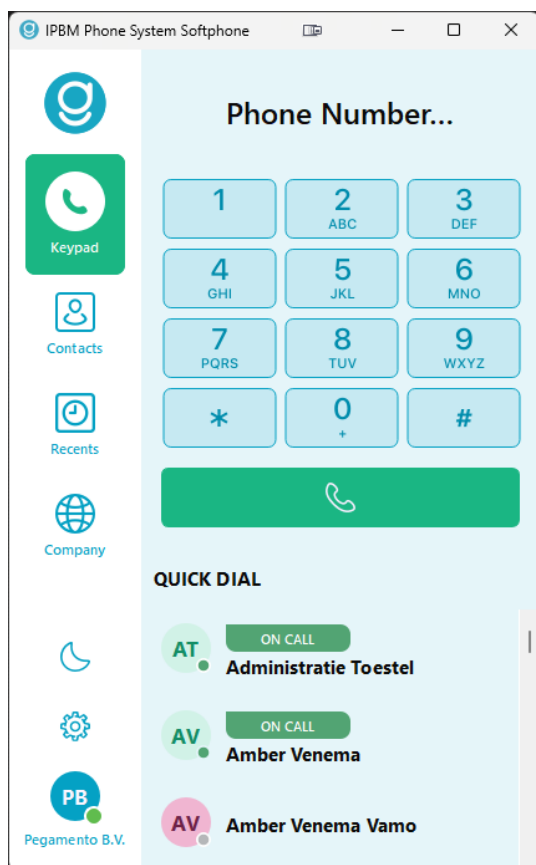 IPBM Phone System Softphone
Phone Number...
Keypad
Contacts
Recents
Company
PB
Pegamento B.V.
1
2
ABC
3
DEF
4
GHI
5
JKL
6
MNO
7
PQRS
8
TUV
9
WXYZ
*
0
+
#
QUICK DIAL
AT
ON CALL
Administratie Toestel
AV
ON CALL
Amber Venema
AV
Amber Venema Vamo